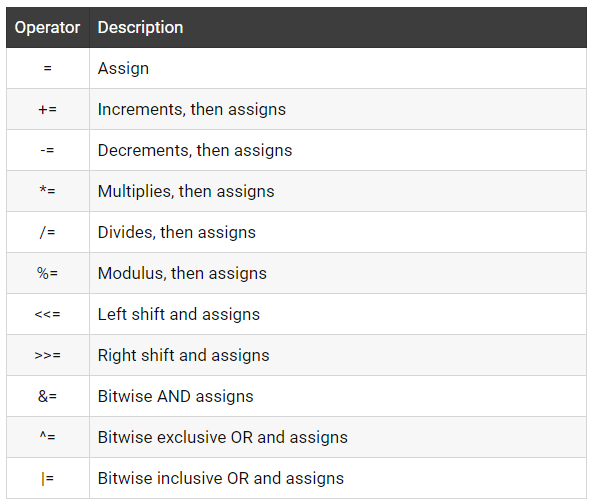 Operator Description
= Assign
+= Increments, then assigns
-= Decrements, then assigns
*= Multiplies, then assigns
/= Divides, then assigns
%= Modulus, then assigns
<<= Left shift and assigns
>>= Right shift and assigns
&= Bitwise AND assigns
^= Bitwise exclusive OR and assigns
|= Bitwise inclusive OR and assigns